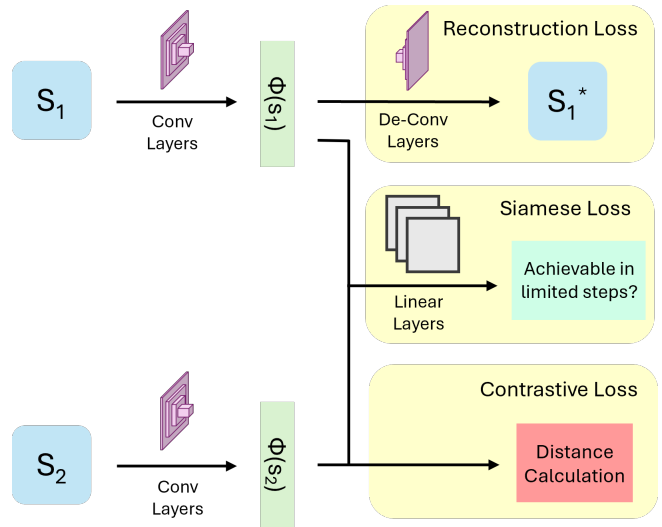 Reconstruction Loss
S₁
Conv
Layers
Φ(s₁)
De-Conv
Layers
S₁*
Siamese Loss
Achievable in
limited steps?
Linear
Layers
Contrastive Loss
S₂
Conv
Layers
Φ(s₂)
Distance
Calculation